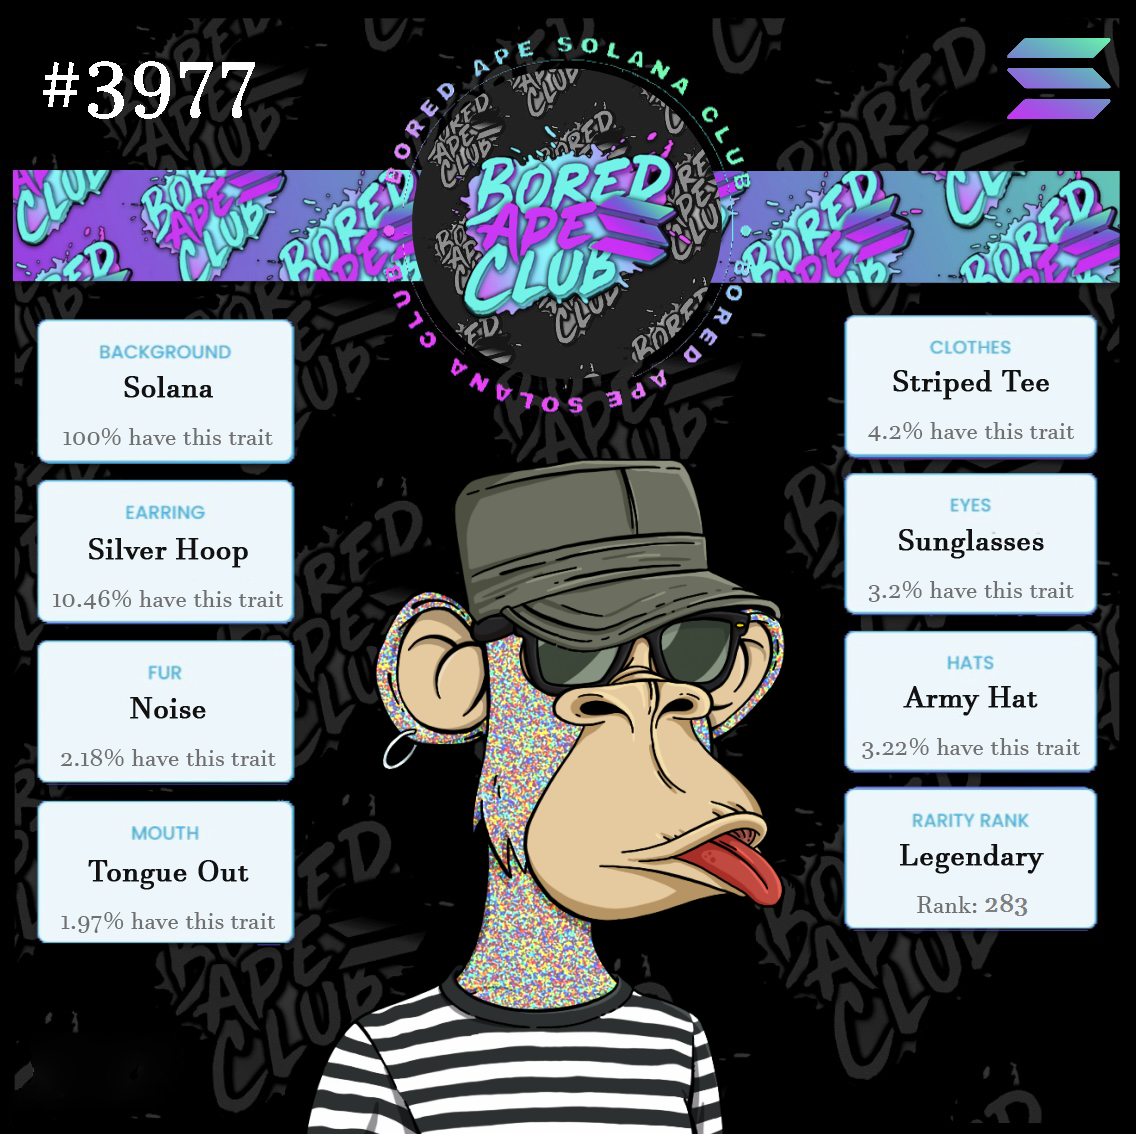 #3977
BORED APE SOLANA CLUB
BORED APE SOLANA CLUB
BORED
APE
CLUB
BACKGROUND
Solana
100% have this trait
EARRING
Silver Hoop
10.46% have this trait
FUR
Noise
2.18% have this trait
MOUTH
Tongue Out
1.97% have this trait
CLOTHES
Striped Tee
4.2% have this trait
EYES
Sunglasses
3.2% have this trait
HATS
Army Hat
3.22% have this trait
RARITY RANK
Legendary
Rank: 283